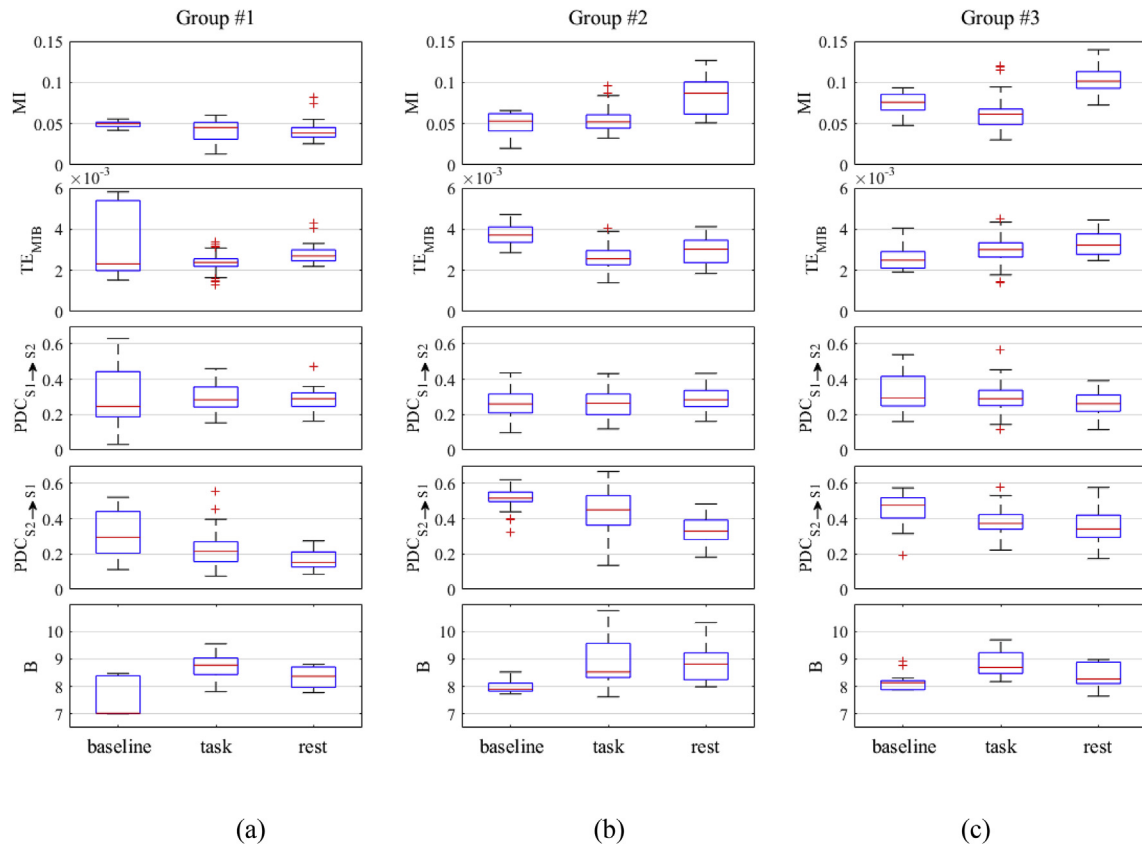 Group #1 Group #2 Group #3
0.15 0.15 0.15
0.1 0.1 0.1
0.05 0.05 0.05
0 0 0
MI MI MI
×10⁻³ ×10⁻³ ×10⁻³
6 6 6
4 4 4
2 2 2
0 0 0
TE_MIB TE_MIB TE_MIB
0.6 0.6 0.6
0.4 0.4 0.4
0.2 0.2 0.2
0 0 0
PDC_S1→S2 PDC_S1→S2 PDC_S1→S2
0.6 0.6 0.6
0.4 0.4 0.4
0.2 0.2 0.2
0 0 0
PDC_S2→S1 PDC_S2→S1 PDC_S2→S1
10 10 10
9 9 9
8 8 8
7 7 7
B B B
baseline task rest baseline task rest baseline task rest
(a) (b) (c)